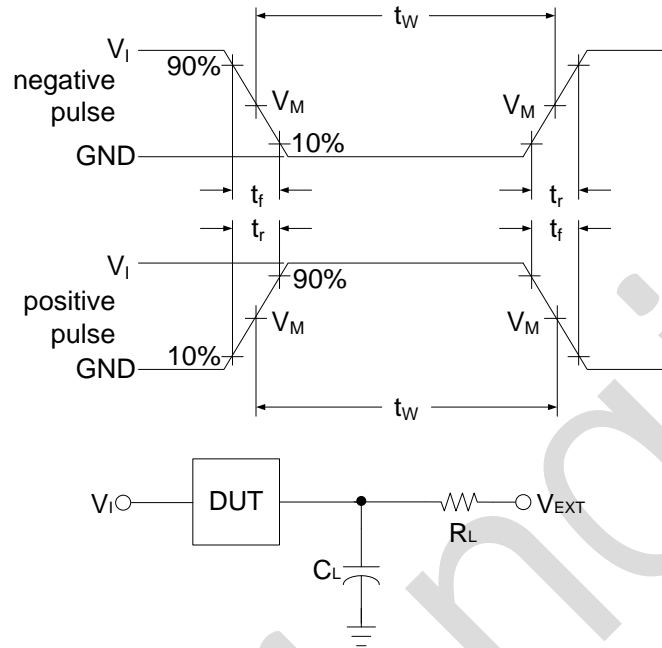 tW
VI
90%
negative
pulse
VM
VM
10%
GND
tf
tr
tr
tf
VI
90%
positive
pulse
VM
VM
10%
GND
tW
VI
DUT
VEXT
RL
CL